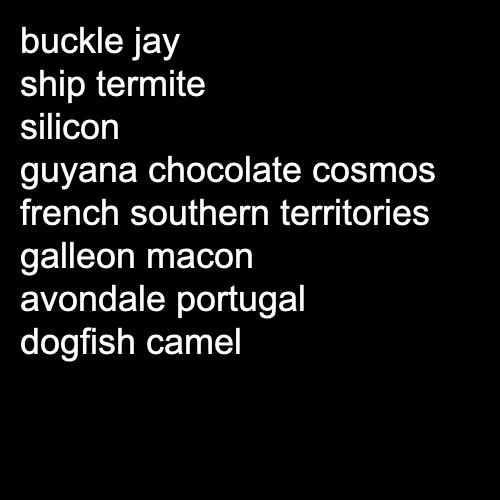 buckle jay
ship termite
silicon
guyana chocolate cosmos
french southern territories
galleon macon
avondale portugal
dogfish camel